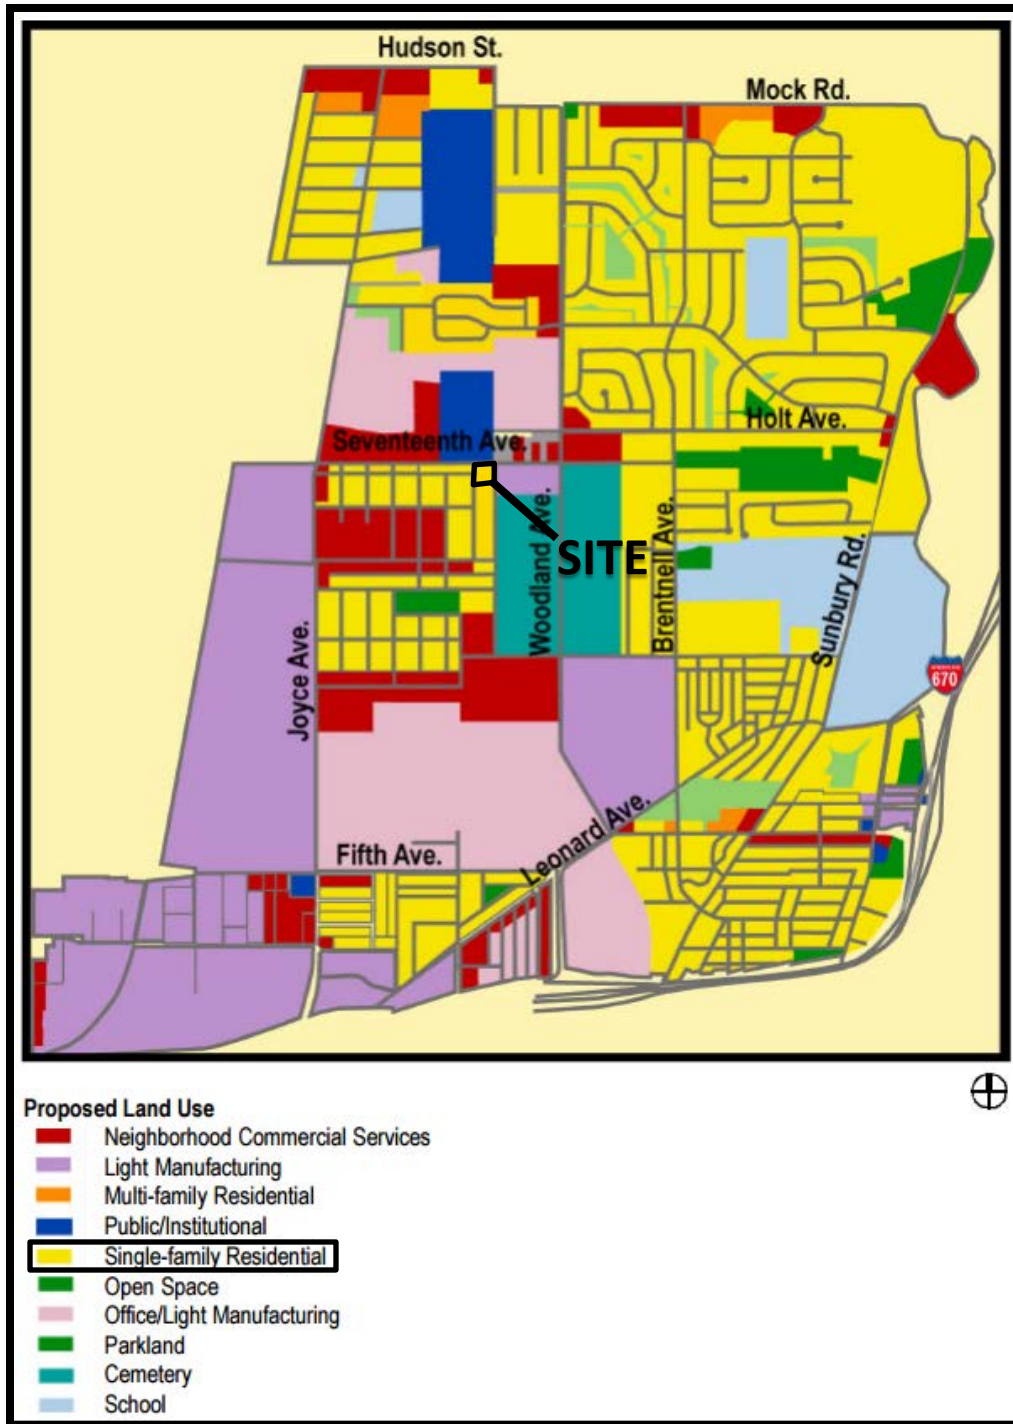 Hudson St.
Mock Rd.
Holt Ave.
Seventeenth Ave.
SITE
Woodland Ave.
Brentnell Ave.
Sunbury Rd.
Joyce Ave.
670
Leonard Ave.
Fifth Ave.
Proposed Land Use
Neighborhood Commercial Services
Light Manufacturing
Multi-family Residential
Public/Institutional
Single-family Residential
Open Space
Office/Light Manufacturing
Parkland
Cemetery
School